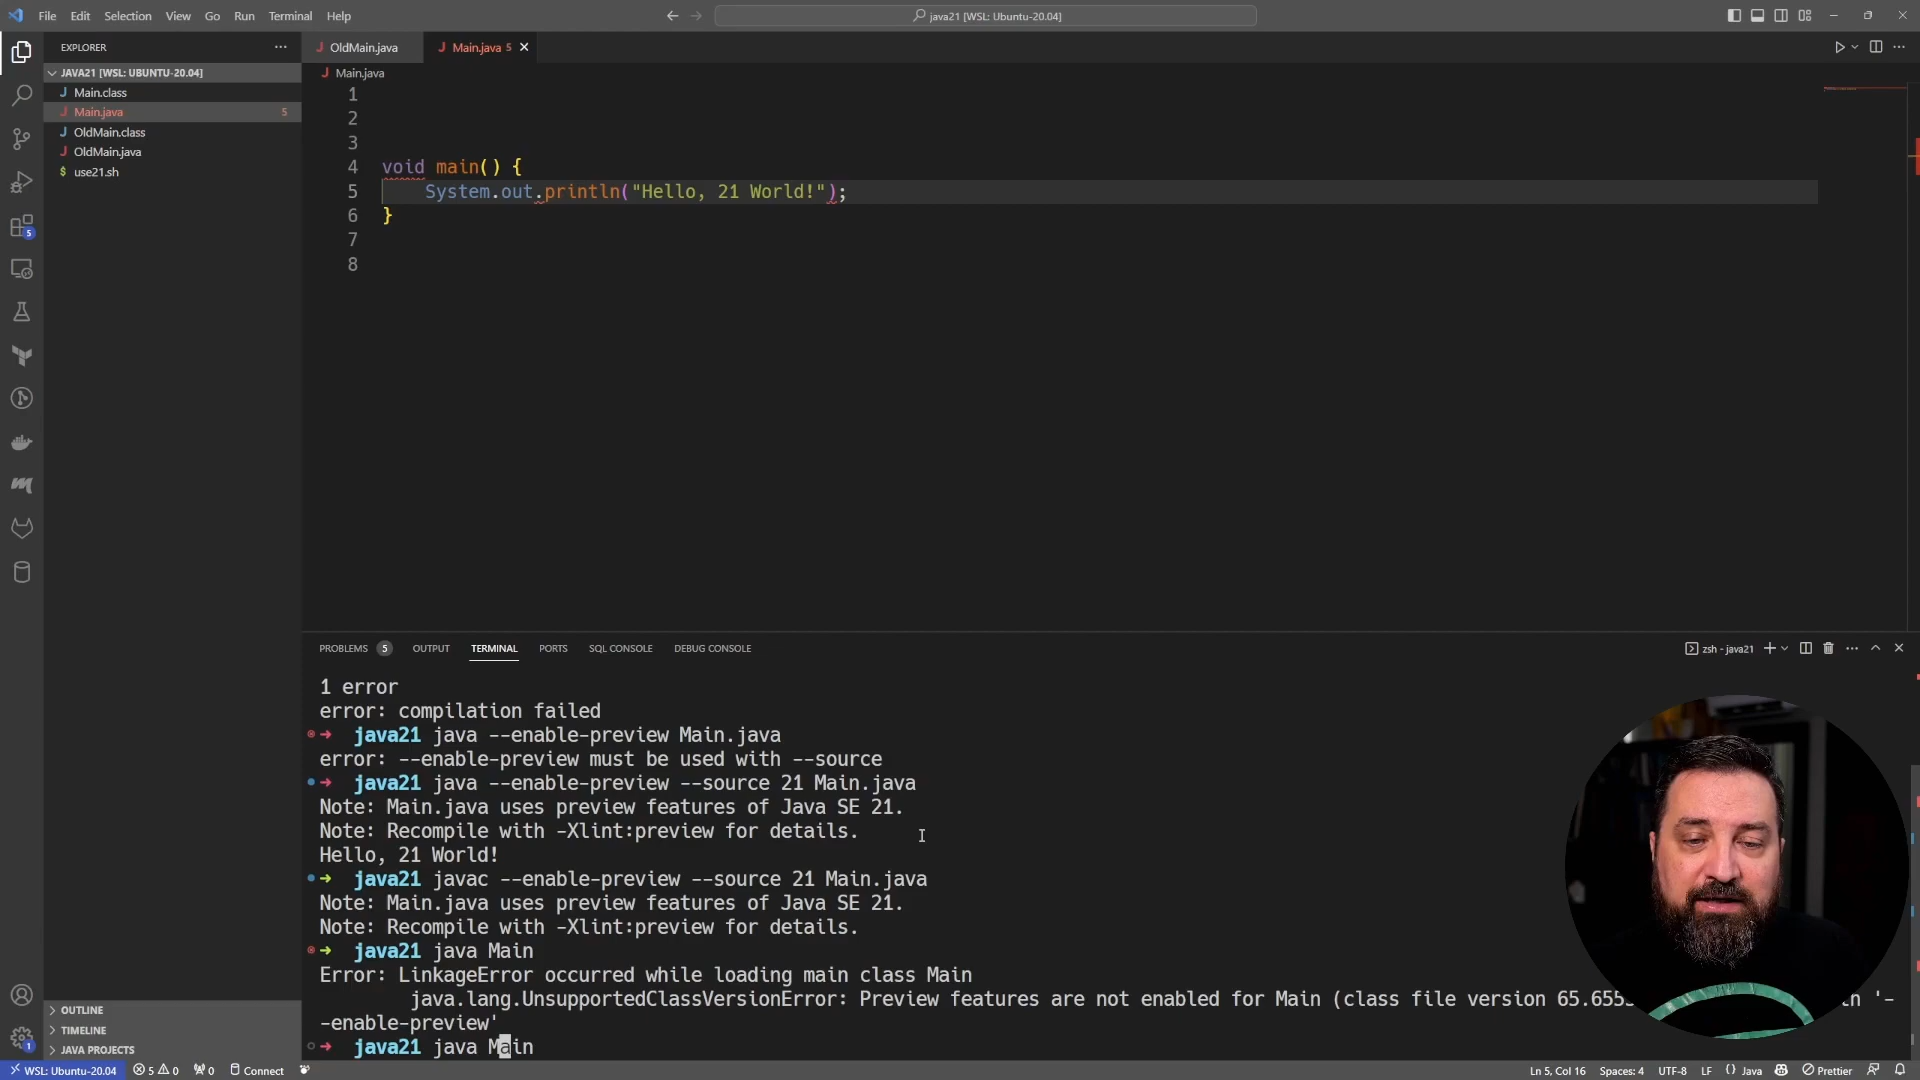 File Edit Selection View Go Run Terminal Help
java21 [WSL: Ubuntu-20.04]
EXPLORER
OldMain.java
Main.java 5
JAVA21 [WSL: UBUNTU-20.04]
Main.java
Main.class
Main.java 5
OldMain.class
OldMain.java
$ use21.sh
1
2
3
4 void main() {
5 System.out.println("Hello, 21 World!");
6 }
7
8
5
PROBLEMS 5 OUTPUT TERMINAL PORTS SQL CONSOLE DEBUG CONSOLE
zsh - java21
1 error
error: compilation failed
java21 java --enable-preview Main.java
error: --enable-preview must be used with --source
java21 java --enable-preview --source 21 Main.java
Note: Main.java uses preview features of Java SE 21.
Note: Recompile with -Xlint:preview for details.
Hello, 21 World!
java21 javac --enable-preview --source 21 Main.java
Note: Main.java uses preview features of Java SE 21.
Note: Recompile with -Xlint:preview for details.
java21 java Main
Error: LinkageError occurred while loading main class Main
java.lang.UnsupportedClassVersionError: Preview features are not enabled for Main (class file version '-
-enable-preview'
java21 java Main
OUTLINE
TIMELINE
JAVA PROJECTS
1
WSL: Ubuntu-20.04 5 0 0 Connect
Ln 5, Col 16 Spaces: 4 UTF-8 LF {} Java Prettier